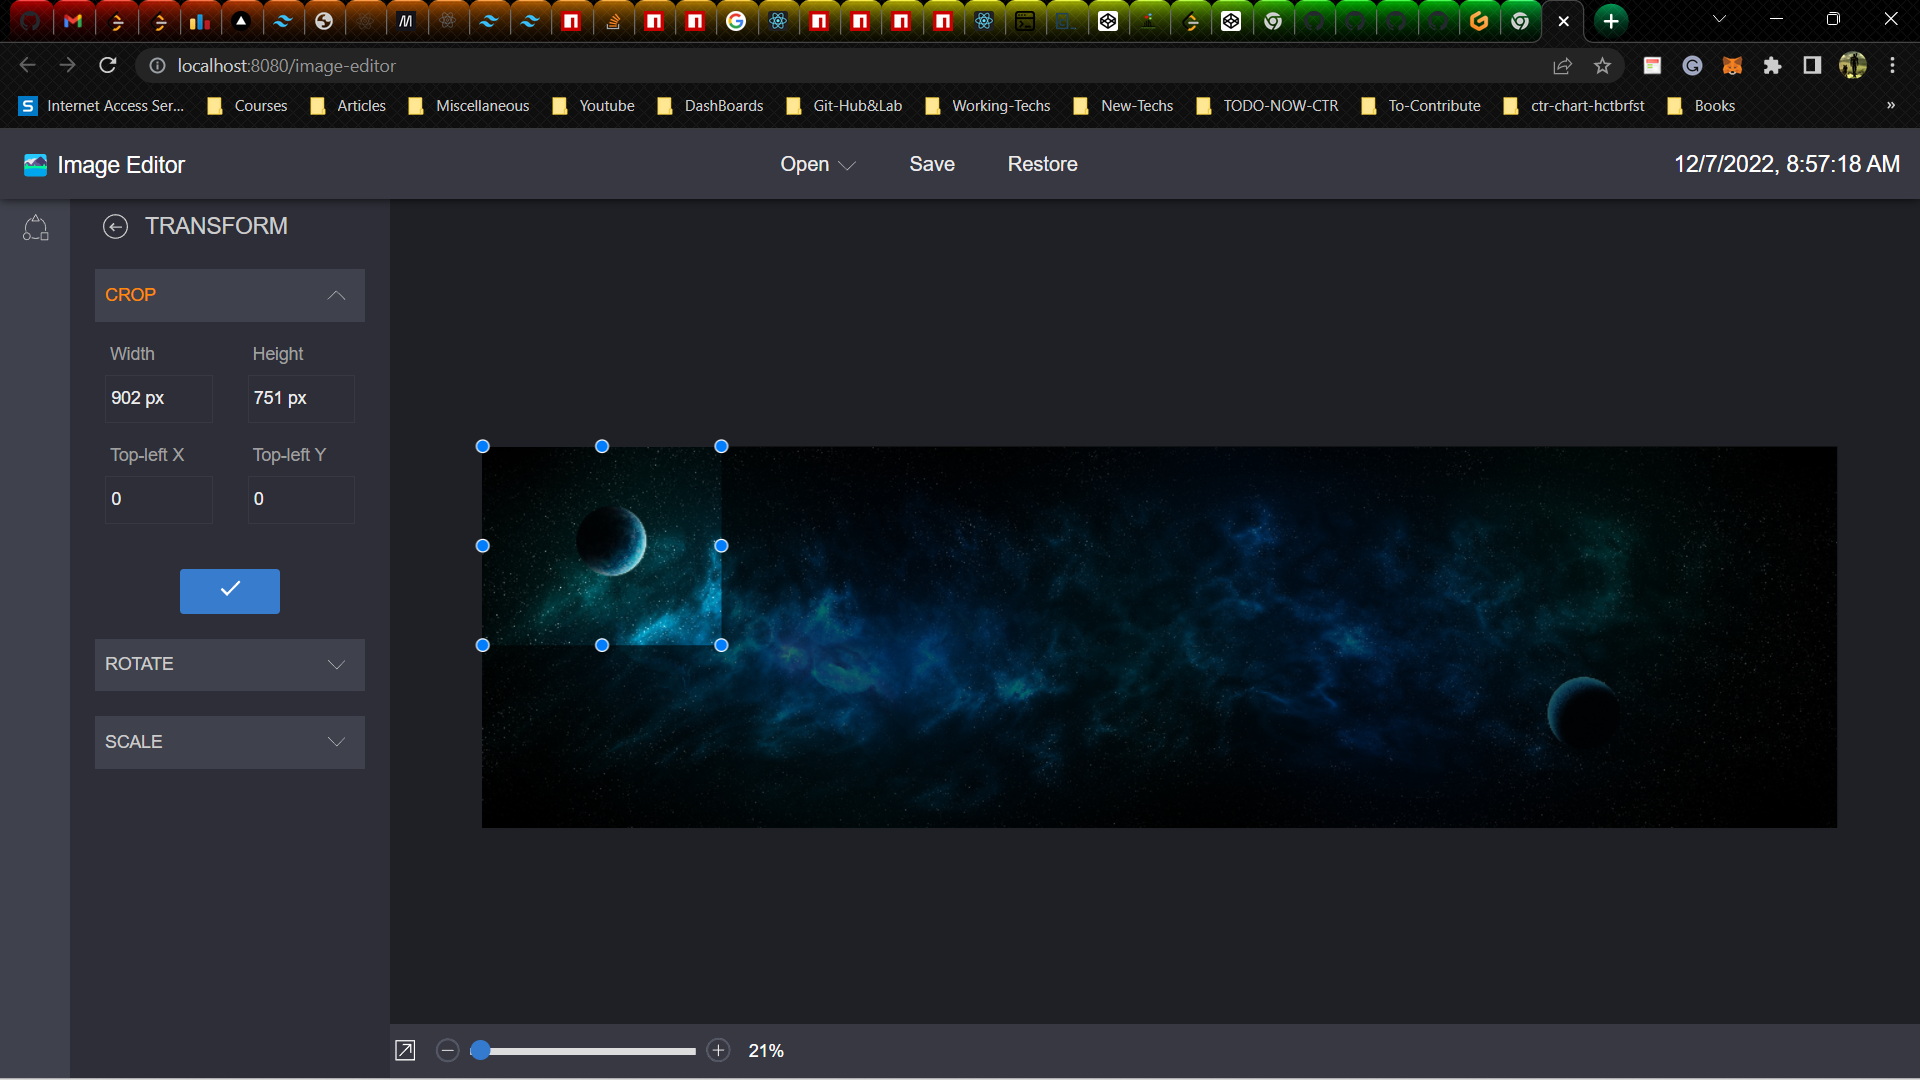 localhost:8080/image-editor
Internet Access Ser... Courses Articles Miscellaneous Youtube DashBoards Git-Hub&Lab Working-Techs New-Techs TODO-NOW-CTR To-Contribute ctr-chart-hctbrfst Books »
Image Editor Open Save Restore 12/7/2022, 8:57:18 AM
TRANSFORM
CROP
Width Height
902 px 751 px
Top-left X Top-left Y
0 0
ROTATE
SCALE
21%